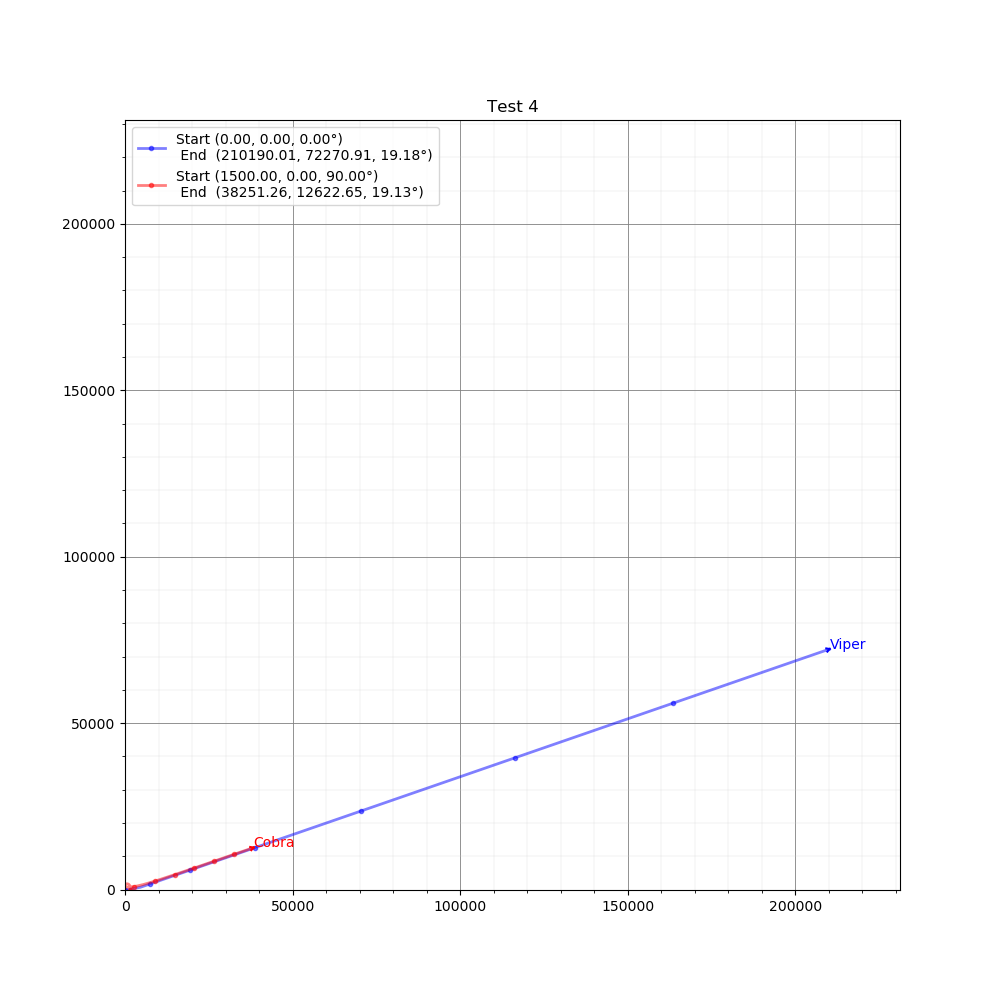 Test 4
Start (0.00, 0.00, 0.00°)
End (210190.01, 72270.91, 19.18°)
Start (1500.00, 0.00, 90.00°)
End (38251.26, 12622.65, 19.13°)
200000
150000
100000
50000
0
Viper
Cobra
0
50000
100000
150000
200000